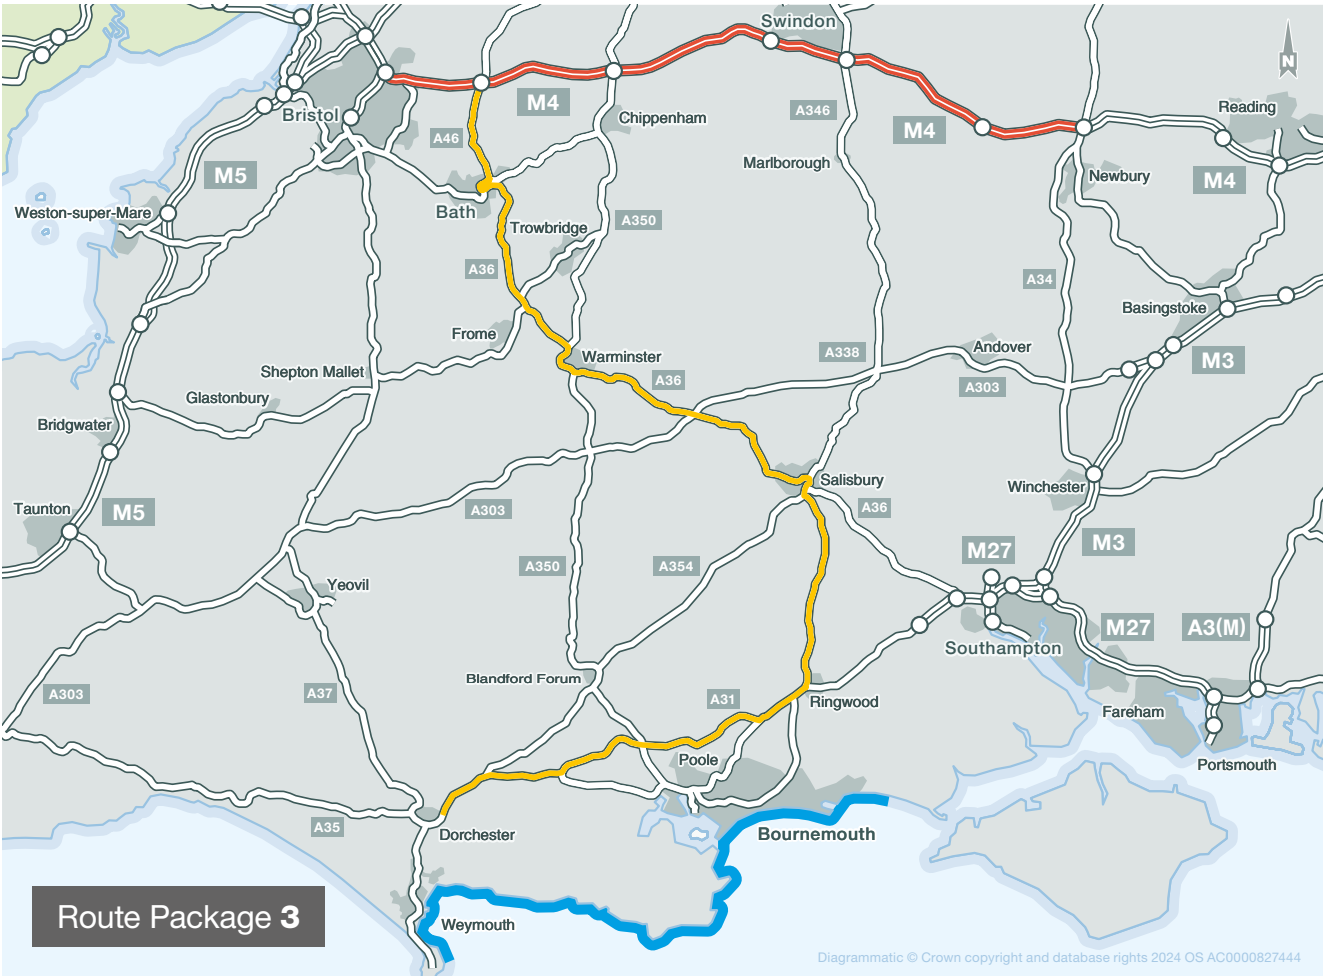 Swindon
N
M4
A346
Reading
Bristol
Chippenham
M4
A46
Marlborough
M5
Newbury
M4
Weston-super-Mare
Bath
Trowbridge
A350
A36
A34
Basingstoke
Frome
Warminster
A338
Andover
M3
Shepton Mallet
A36
A303
Glastonbury
Bridgwater
Salisbury
Winchester
Taunton
M5
A303
A36
M27
M3
A350
A354
Yeovil
M27
A3(M)
Southampton
A303
A37
Blandford Forum
A31
Ringwood
Fareham
Poole
Portsmouth
A35
Dorchester
Bournemouth
Route Package 3
Weymouth
Diagrammatic © Crown copyright and database rights 2024 OS AC0000827444